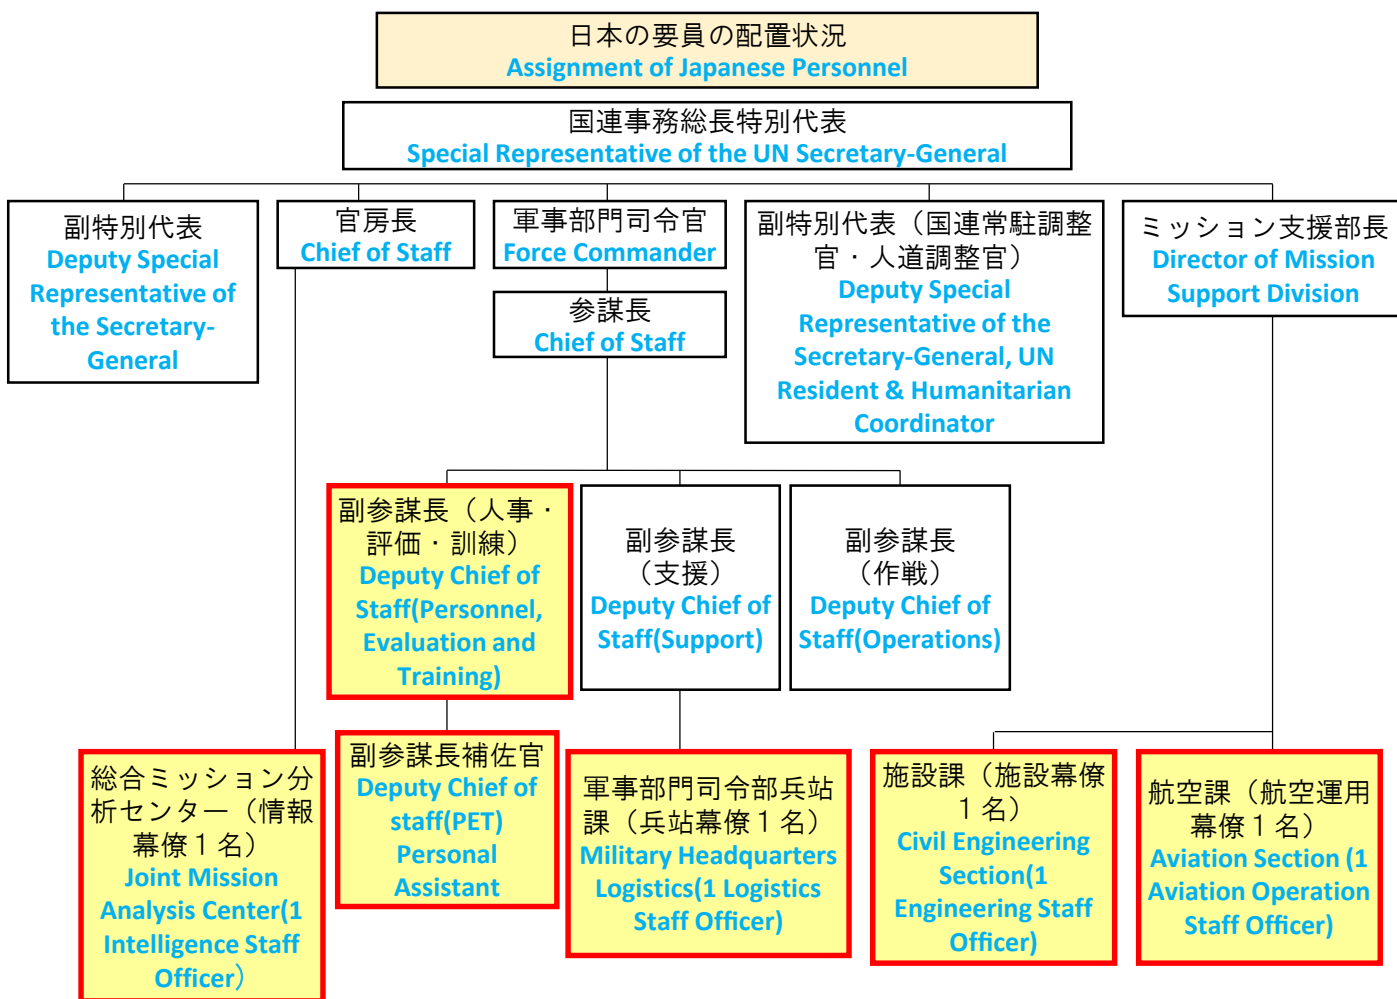 日本の要員の配置状況
Assignment of Japanese Personnel
国連事務総長特別代表
Special Representative of the UN Secretary-General
副特別代表
Deputy Special
Representative of
the Secretary-
General
官房長
Chief of Staff
軍事部門司令官
Force Commander
参謀長
Chief of Staff
副特別代表（国連常駐調整
官・人道調整官）
Deputy Special
Representative of the
Secretary-General, UN
Resident & Humanitarian
Coordinator
ミッション支援部長
Director of Mission
Support Division
副参謀長（人事・
評価・訓練）
Deputy Chief of
Staff(Personnel,
Evaluation and
Training)
副参謀長
（支援）
Deputy Chief of
Staff(Support)
副参謀長
（作戦）
Deputy Chief of
Staff(Operations)
総合ミッション分
析センター（情報
幕僚１名）
Joint Mission
Analysis Center(1
Intelligence Staff
Officer）
副参謀長補佐官
Deputy Chief of
staff(PET)
Personal
Assistant
軍事部門司令部兵站
課（兵站幕僚１名）
Military Headquarters
Logistics(1 Logistics
Staff Officer)
施設課（施設幕僚
１名）
Civil Engineering
Section(1
Engineering Staff
Officer)
航空課（航空運用
幕僚１名）
Aviation Section (1
Aviation Operation
Staff Officer)